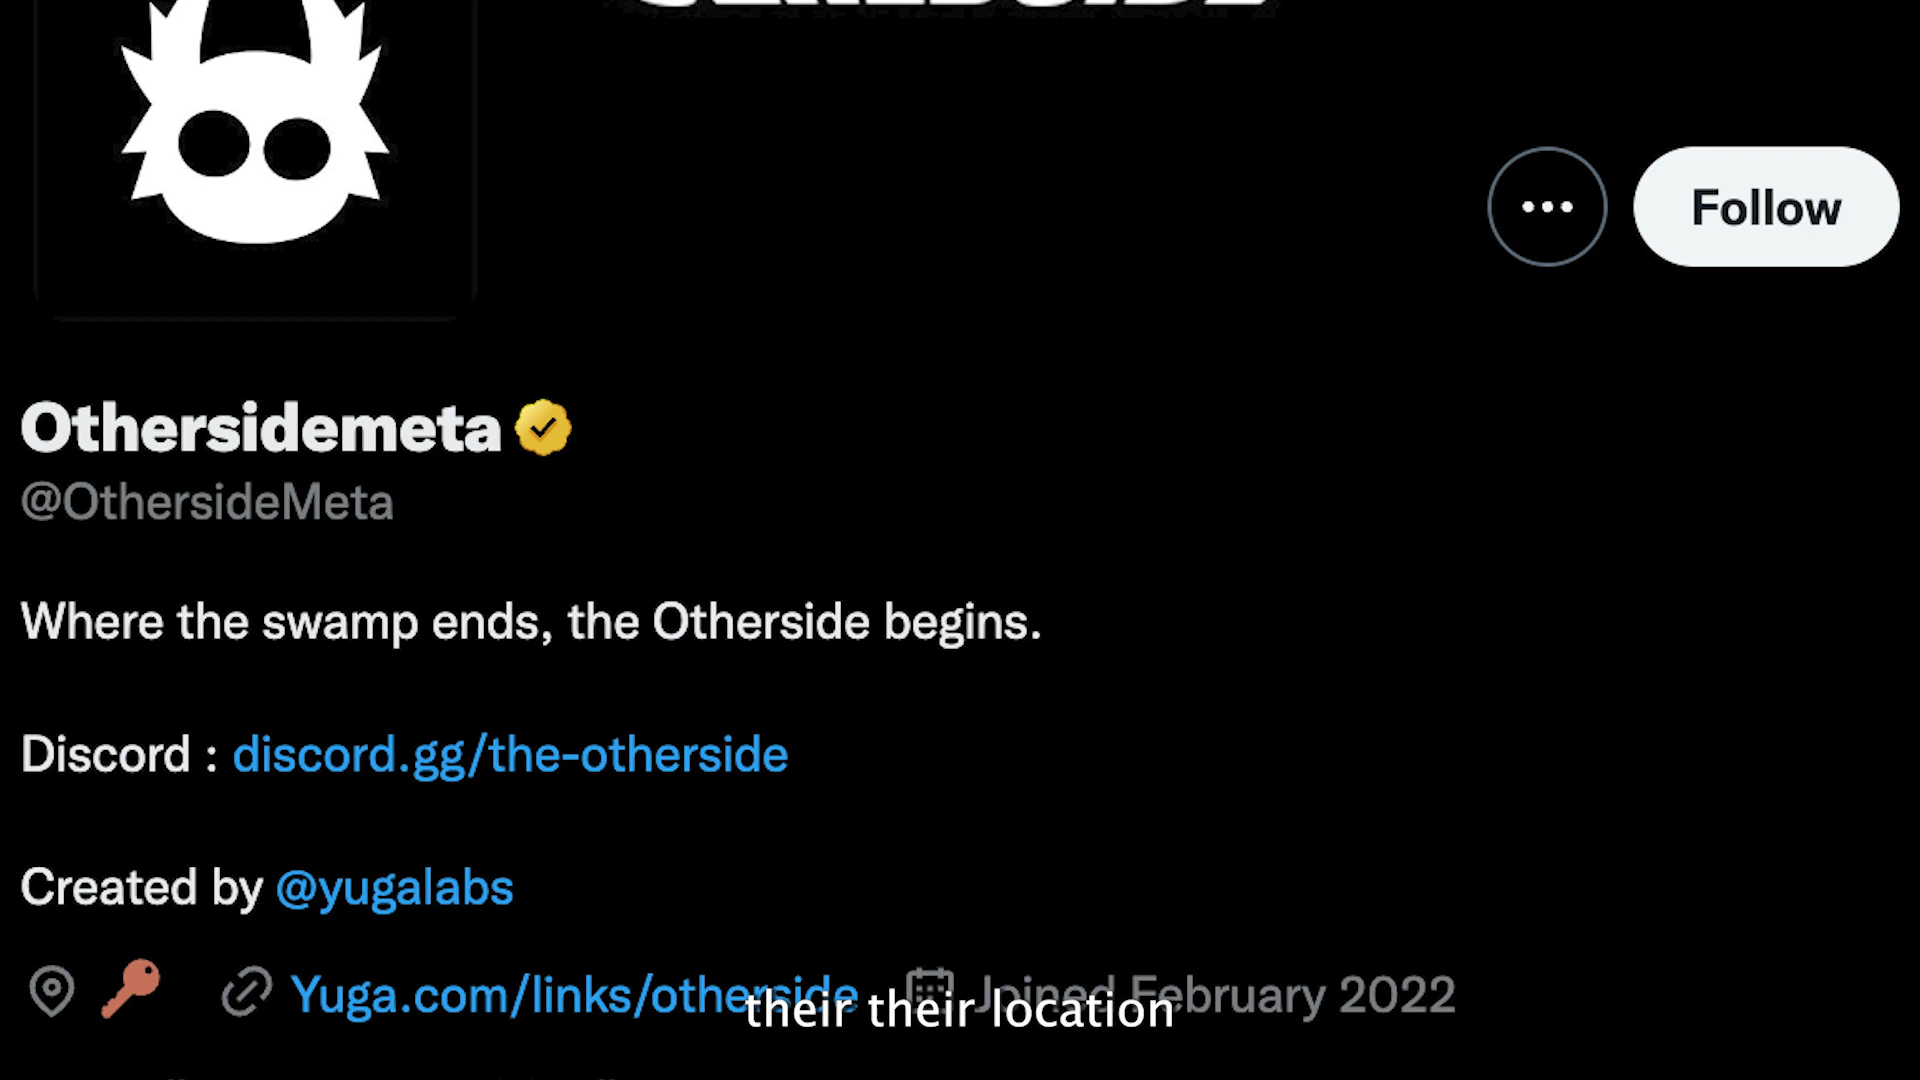 Follow
Othersidemeta
@OthersideMeta
Where the swamp ends, the Otherside begins.
Discord : discord.gg/the-otherside
Created by @yugalabs
Yuga.com/links/otherside Joined February 2022
their their location